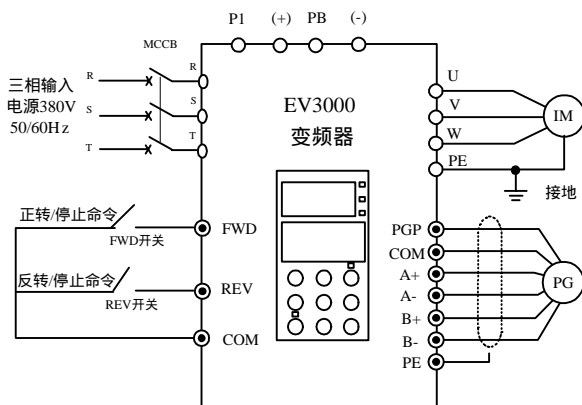 P1 (+) PB (-)
MCCB
三相输入
电源380V
50/60Hz
R R
S S
T T
EV3000
变频器
U
V
W
PE
IM
接地
正转/停止命令
FWD开关
FWD
反转/停止命令
REV开关
REV
COM
PGP
COM
A+
A-
B+
B-
PE
PG